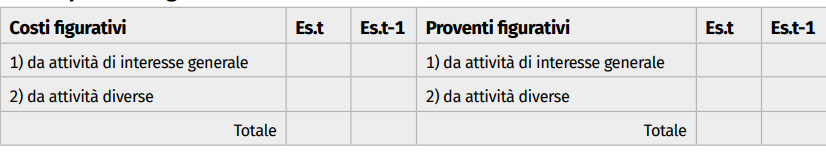 Costi figurativi Es.t Es.t-1 Proventi figurativi Es.t Es.t-1
1) da attività di interesse generale 1) da attività di interesse generale
2) da attività diverse 2) da attività diverse
Totale Totale